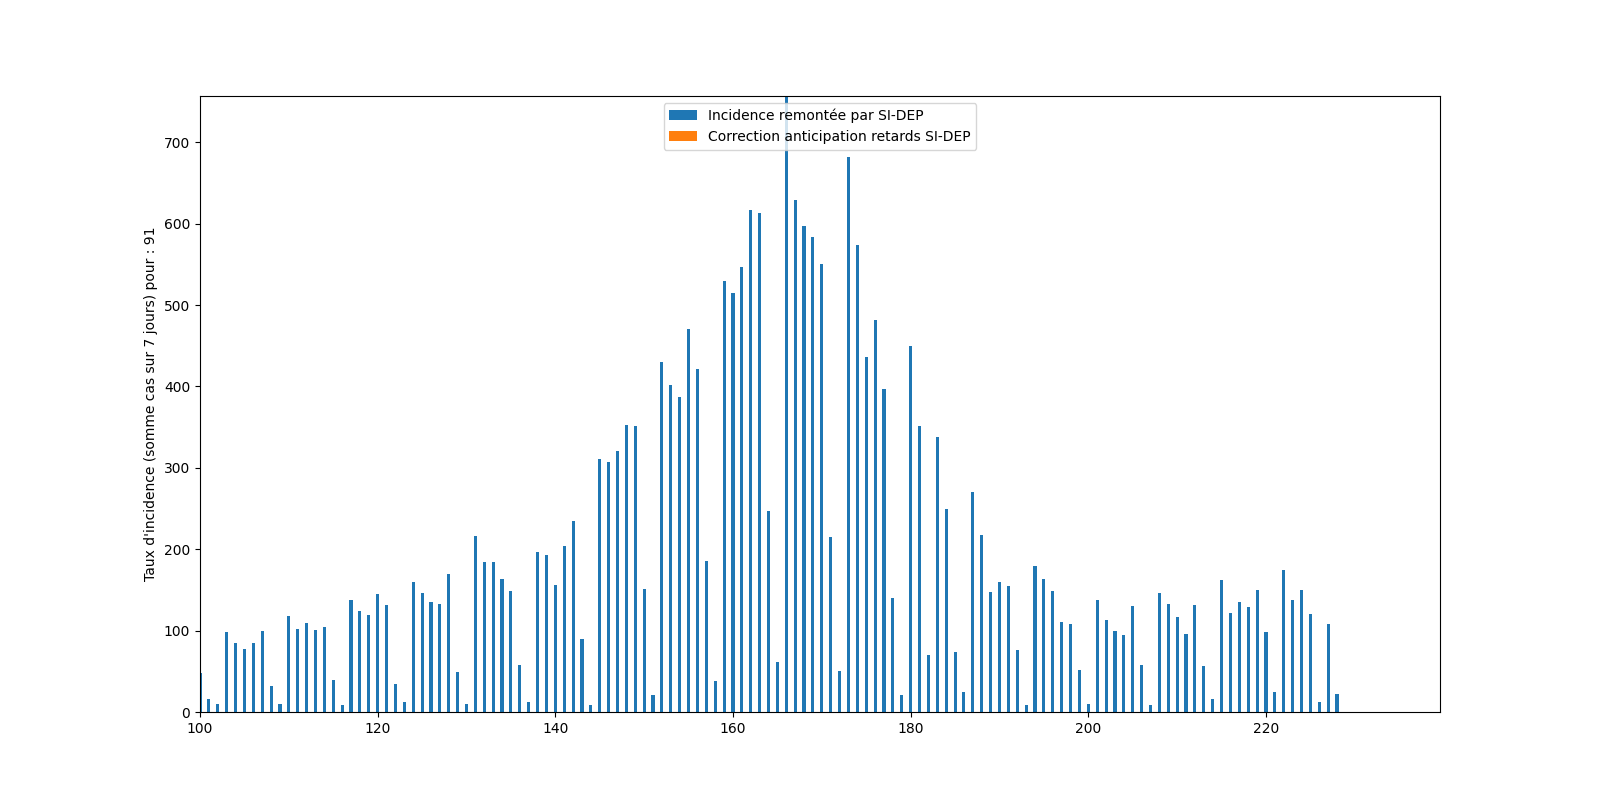 Incidence remontée par SI-DEP
Correction anticipation retards SI-DEP
Taux d'incidence (somme cas sur 7 jours) pour : 91
700
600
500
400
300
200
100
0
100 120 140 160 180 200 220